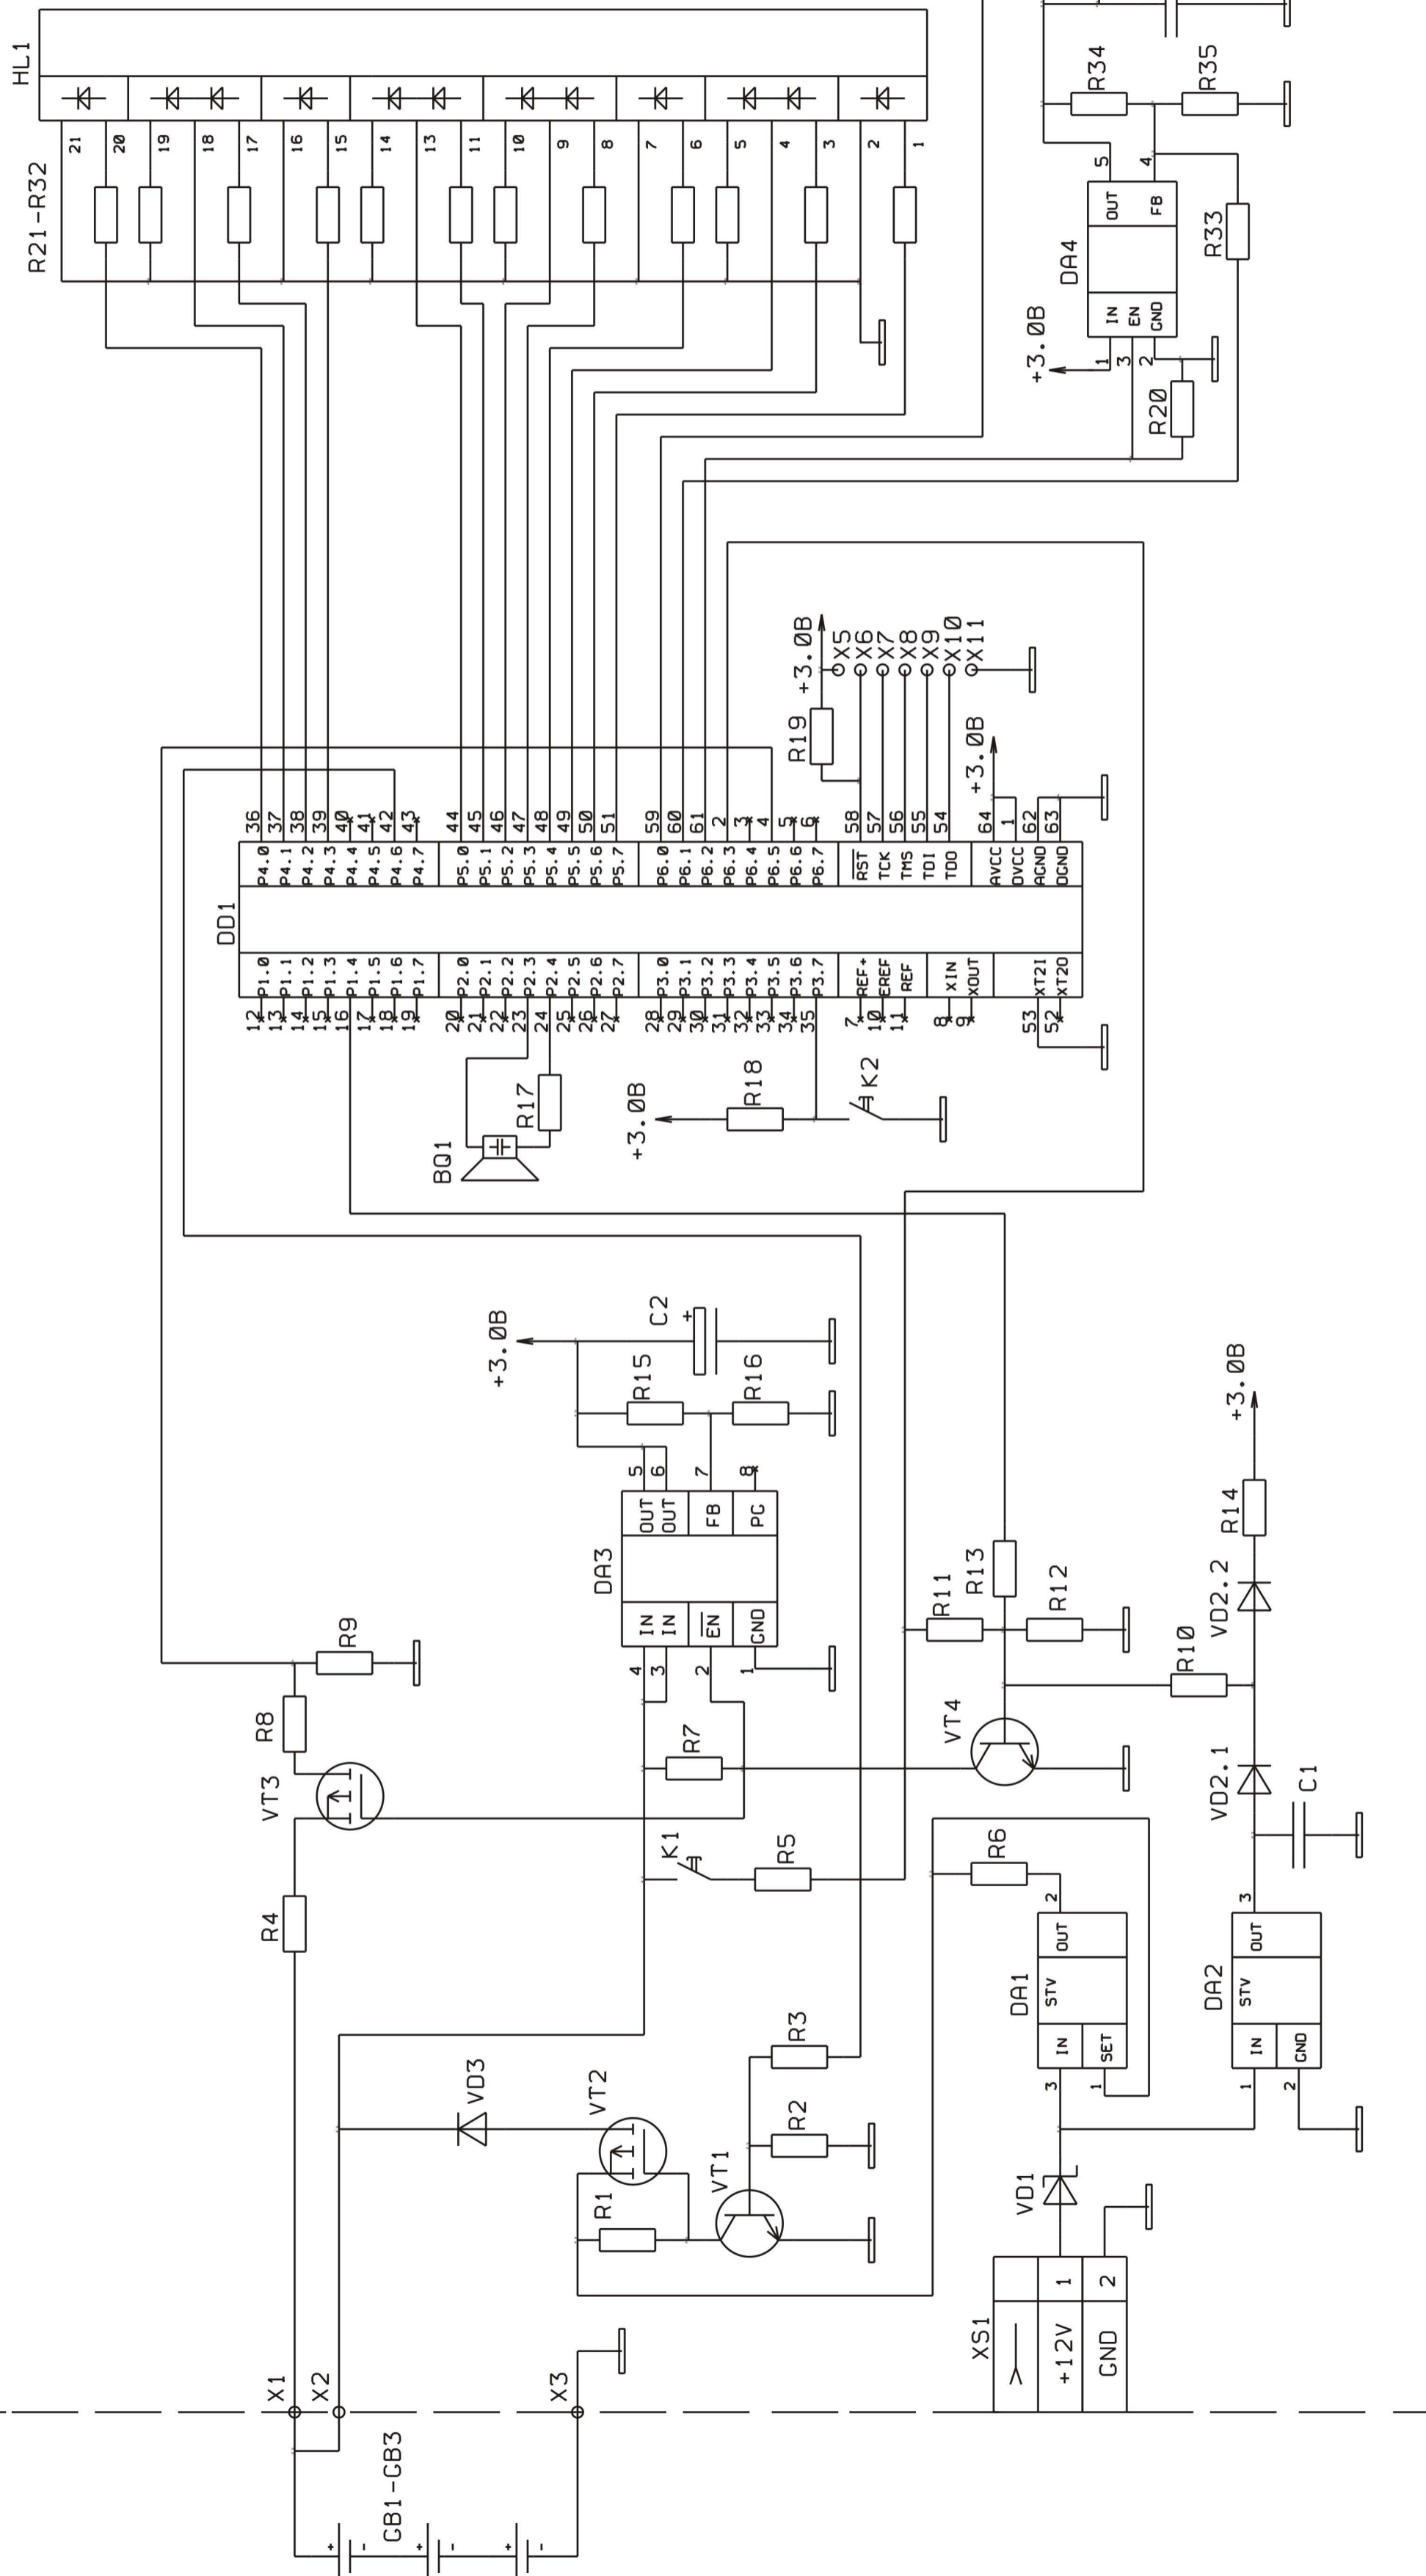 HL1
21
20
19
18
17
16
15
14
13
11
10
9
8
7
6
5
4
3
2
1
R21-R32
R34
R35
5
4
OUT
FB
DA4
IN
EN
GND
1
3
2
+3.0В
R33
R20
+3.0В
R19
X5
X6
X7
X8
X9
X10
X11
+3.0В
DD1
36
37
38
39
40
41
42
43
44
45
46
47
48
49
50
51
59
60
61
2
3
4
5
6
58
57
56
55
54
64
1
62
63
P4.0
P4.1
P4.2
P4.3
P4.4
P4.5
P4.6
P4.7
P5.0
P5.1
P5.2
P5.3
P5.4
P5.5
P5.6
P5.7
P6.0
P6.1
P6.2
P6.3
P6.4
P6.5
P6.6
P6.7
RST
TCK
TMS
TDI
TDO
AVCC
DVCC
AGND
DGND
P1.0
P1.1
P1.2
P1.3
P1.4
P1.5
P1.6
P1.7
P2.0
P2.1
P2.2
P2.3
P2.4
P2.5
P2.6
P2.7
P3.0
P3.1
P3.2
P3.3
P3.4
P3.5
P3.6
P3.7
REF+
EREF
REF
XIN
XOUT
XT2I
XT2O
12
13
14
15
16
17
18
19
20
21
22
23
24
25
26
27
28
29
30
31
32
33
34
35
7
10
11
8
9
53
52
BQ1
R17
+3.0В
R18
K2
+3.0В
C2
+
R15
R16
5
6
7
8
OUT
OUT
FB
PG
DA3
IN
IN
EN
GND
4
3
2
1
+3.0В
R14
VD2.2
R10
VD2.1
C1
R11
R13
R12
VT4
R9
R8
VT3
R7
K1
R5
R4
R6
2
OUT
STV
DA1
IN
SET
3
1
3
OUT
STV
DA2
IN
GND
1
2
R3
R2
VD3
VT2
R1
VT1
VD1
XS1
1
2
+12V
GND
X1
X2
X3
GB1-GB3
+
-
+
-
+
-